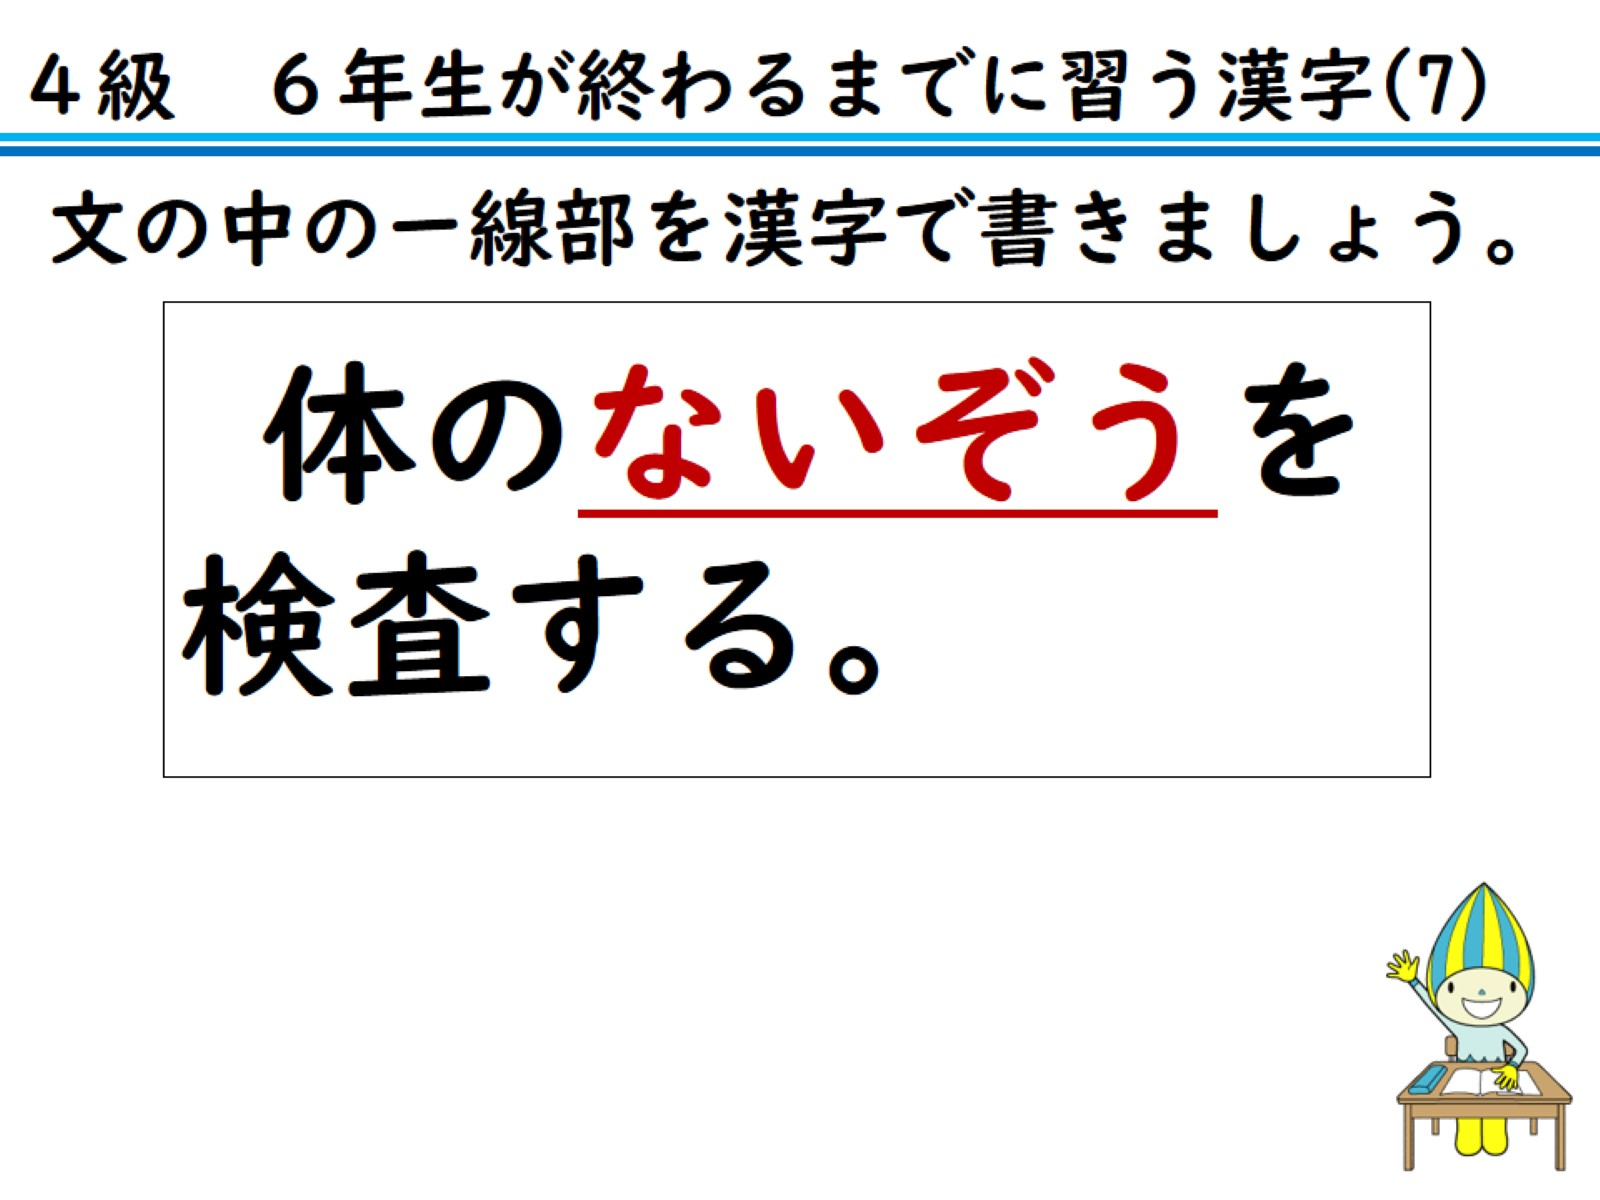 ４級　６年生が終わるまでに習う漢字(7)
文の中の一線部を漢字で書きましょう。
体のないぞうを
検査する。